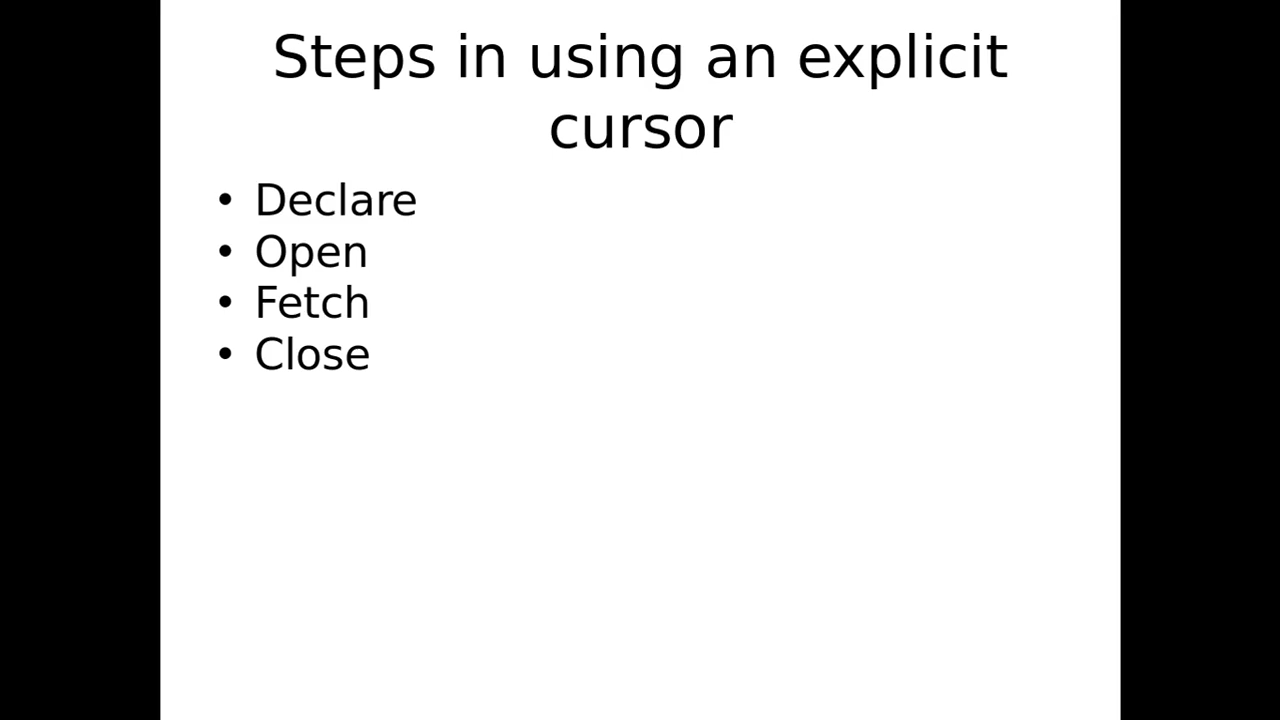 Steps in using an explicit
cursor
• Declare
• Open
• Fetch
• Close